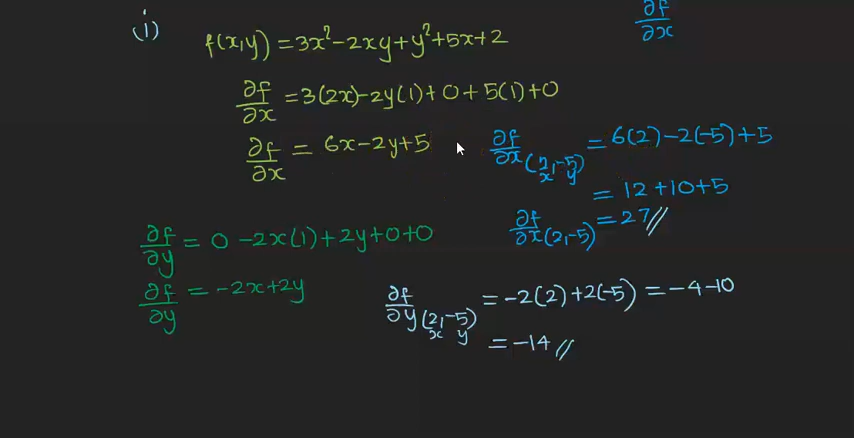 (i)
∂f/∂x
f(x,y) = 3x² - 2xy + y² + 5x + 2
∂f/∂x = 3(2x) - 2y(1) + 0 + 5(1) + 0
∂f/∂x = 6x - 2y + 5
∂f/∂x (2,-5) = 6(2) - 2(-5) + 5
x y
= 12 + 10 + 5
∂f/∂x (2,-5) = 27 //
∂f/∂y = 0 - 2x(1) + 2y + 0 + 0
∂f/∂y = -2x + 2y
∂f/∂y (2,-5) = -2(2) + 2(-5) = -4 - 10
x y
= -14 //